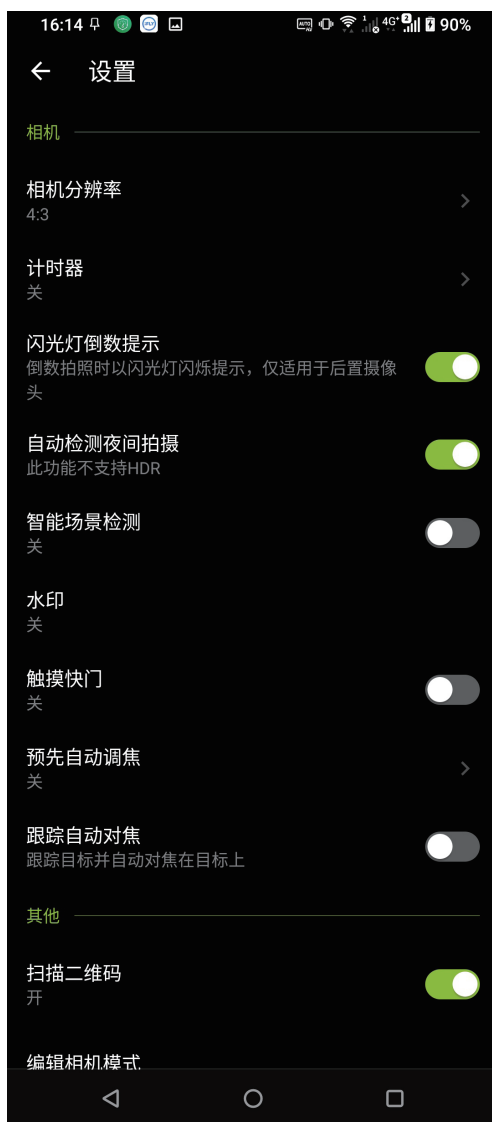 16:14
4G+
90%
设置
相机
相机分辨率
4:3
计时器
关
闪光灯倒数提示
倒数拍照时以闪光灯闪烁提示，仅适用于后置摄像
头
自动检测夜间拍摄
此功能不支持HDR
智能场景检测
关
水印
关
触摸快门
关
预先自动调焦
关
跟踪自动对焦
跟踪目标并自动对焦在目标上
其他
扫描二维码
开
编辑相机模式